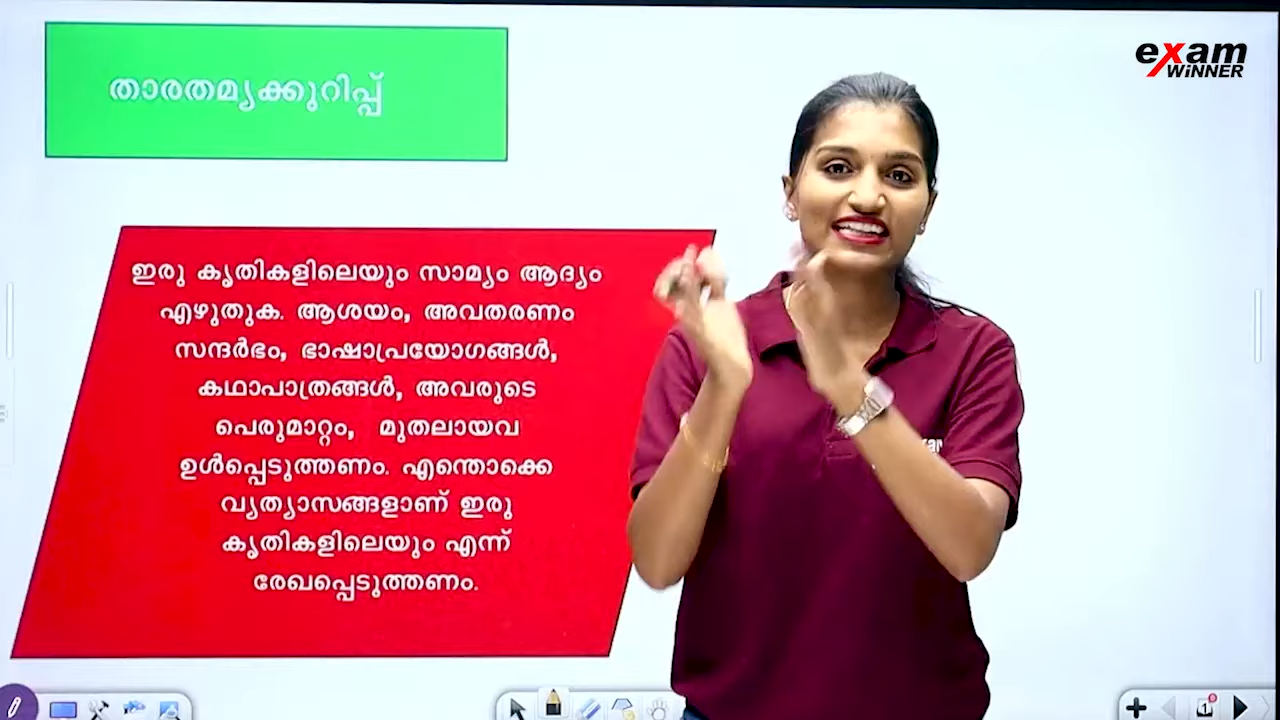 താരതമ്യക്കുറിപ്പ്
exam
WiNNER
ഇരു കൃതികളിലെയും സാമ്യം ആദ്യം
എഴുതുക. ആശയം, അവതരണം
സന്ദർഭം, ഭാഷാപ്രയോഗങ്ങൾ,
കഥാപാത്രങ്ങൾ, അവരുടെ
പെരുമാറ്റം, മുതലായവ
ഉൾപ്പെടുത്തണം. എന്തൊക്കെ
വ്യത്യാസങ്ങളാണ് ഇരു
കൃതികളിലെയും എന്ന്
രേഖപ്പെടുത്തണം.
1